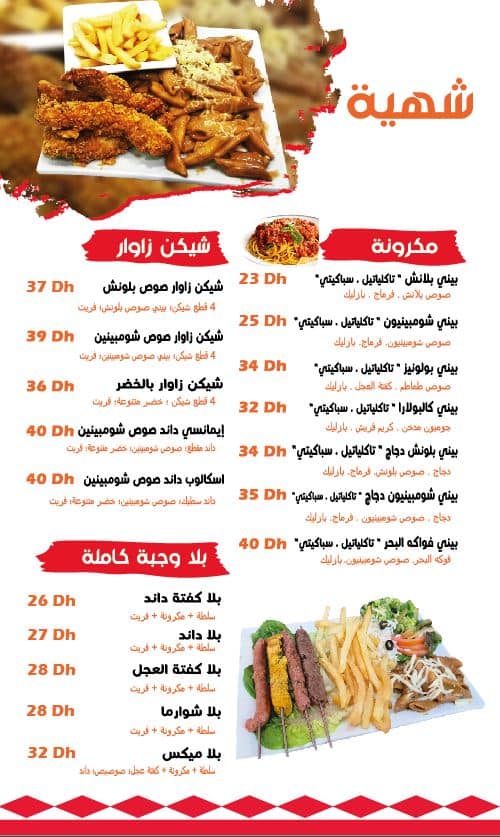 شهية
مكرونة
بيني بلانش " تاكلياتيل ، سباكيتي" 23 Dh
صوص بلانش . فرماج . بازليك
بيني شومبينيون " تاكلياتيل ، سباكيتي" 25 Dh
صوص شومبينيون. فرماج. بازليك
بيني بولونيز " تاكلياتيل ، سباكيتي" 34 Dh
صوص طماطم . كفتة العجل . بازليك
بيني كالبولارا " تاكلياتيل ، سباكيتي" 32 Dh
جومبون مدخن . كريم فريش . بازليك
بيني بلونش دجاج " تاكلياتيل ، سباكيتي" 34 Dh
دجاج . صوص بلونش. فرماج. بازليك
بيني شومبينيون دجاج " تاكلياتيل ، سباكيتي" 35 Dh
دجاج . صوص شومبينيون . فرماج. بازليك
بيني فواكه البحر " تاكلياتيل ، سباكيتي" 40 Dh
فوكه البحر. صوص شومبينيون. بازليك
شيكن زاوار
شيكن زاوار صوص بلونش 37 Dh
4 قطع شيكن؛ بيني صوص بلونش؛ فريت
شيكن زاوار صوص شومبينين 39 Dh
4 قطع شيكن؛ بيني صوص شومبينين؛ فريت
شيكن زاوار بالخضر 36 Dh
4 قطع شيكن ؛ خضر متنوعة؛ فريت
إيمانسي داند صوص شومبينين 40 Dh
داند مقطع؛ صوص شومبينين؛ خضر متنوعة؛ فريت
اسكالوب داند صوص شومبينين 40 Dh
داند سطيك؛ صوص شومبينين؛ خضر متنوعة؛ فريت
بلا وجبة كاملة
بلا كفتة داند 26 Dh
سلطة + مكرونة + فريت
بلا داند 27 Dh
سلطة + مكرونة + فريت
بلا كفتة العجل 28 Dh
سلطة + مكرونة + فريت
بلا شوارما 28 Dh
سلطة + مكرونة + فريت
بلا ميكس 32 Dh
سلطة + مكرونة + كفتة عجل؛ صوصيص؛ داند